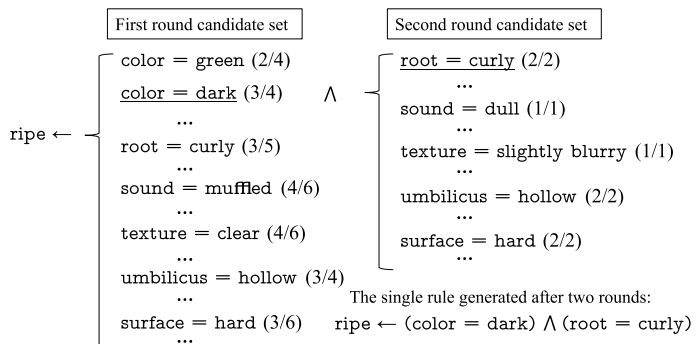 First round candidate set
color = green (2/4)
color = dark (3/4)
...
root = curly (3/5)
...
sound = muffled (4/6)
...
texture = clear (4/6)
...
umbilicus = hollow (3/4)
...
surface = hard (3/6)
...
ripe ←
∧
Second round candidate set
root = curly (2/2)
...
sound = dull (1/1)
...
texture = slightly blurry (1/1)
...
umbilicus = hollow (2/2)
...
surface = hard (2/2)
...
The single rule generated after two rounds:
ripe ← (color = dark) ∧ (root = curly)